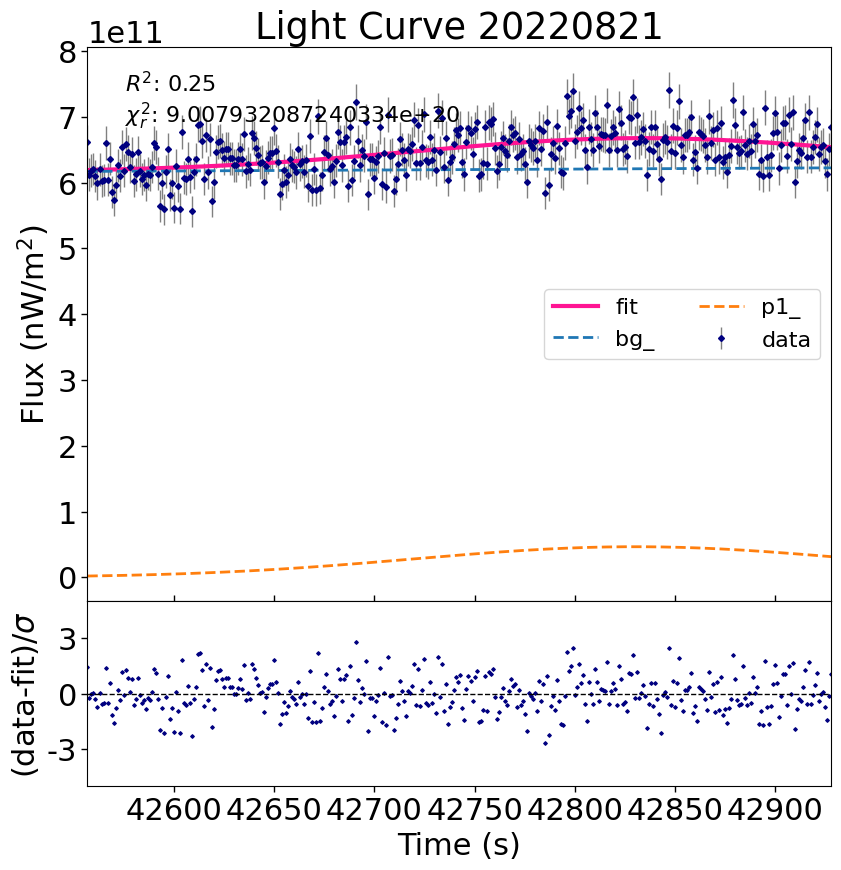 Light Curve 20220821
1e11
R²: 0.25
χ²ᵣ: 9.007932087240334e+20
8
7
6
5
4
3
2
1
0
Flux (nW/m²)
fit
bg_
p1_
data
3
0
-3
(data-fit)/σ
42600 42650 42700 42750 42800 42850 42900
Time (s)